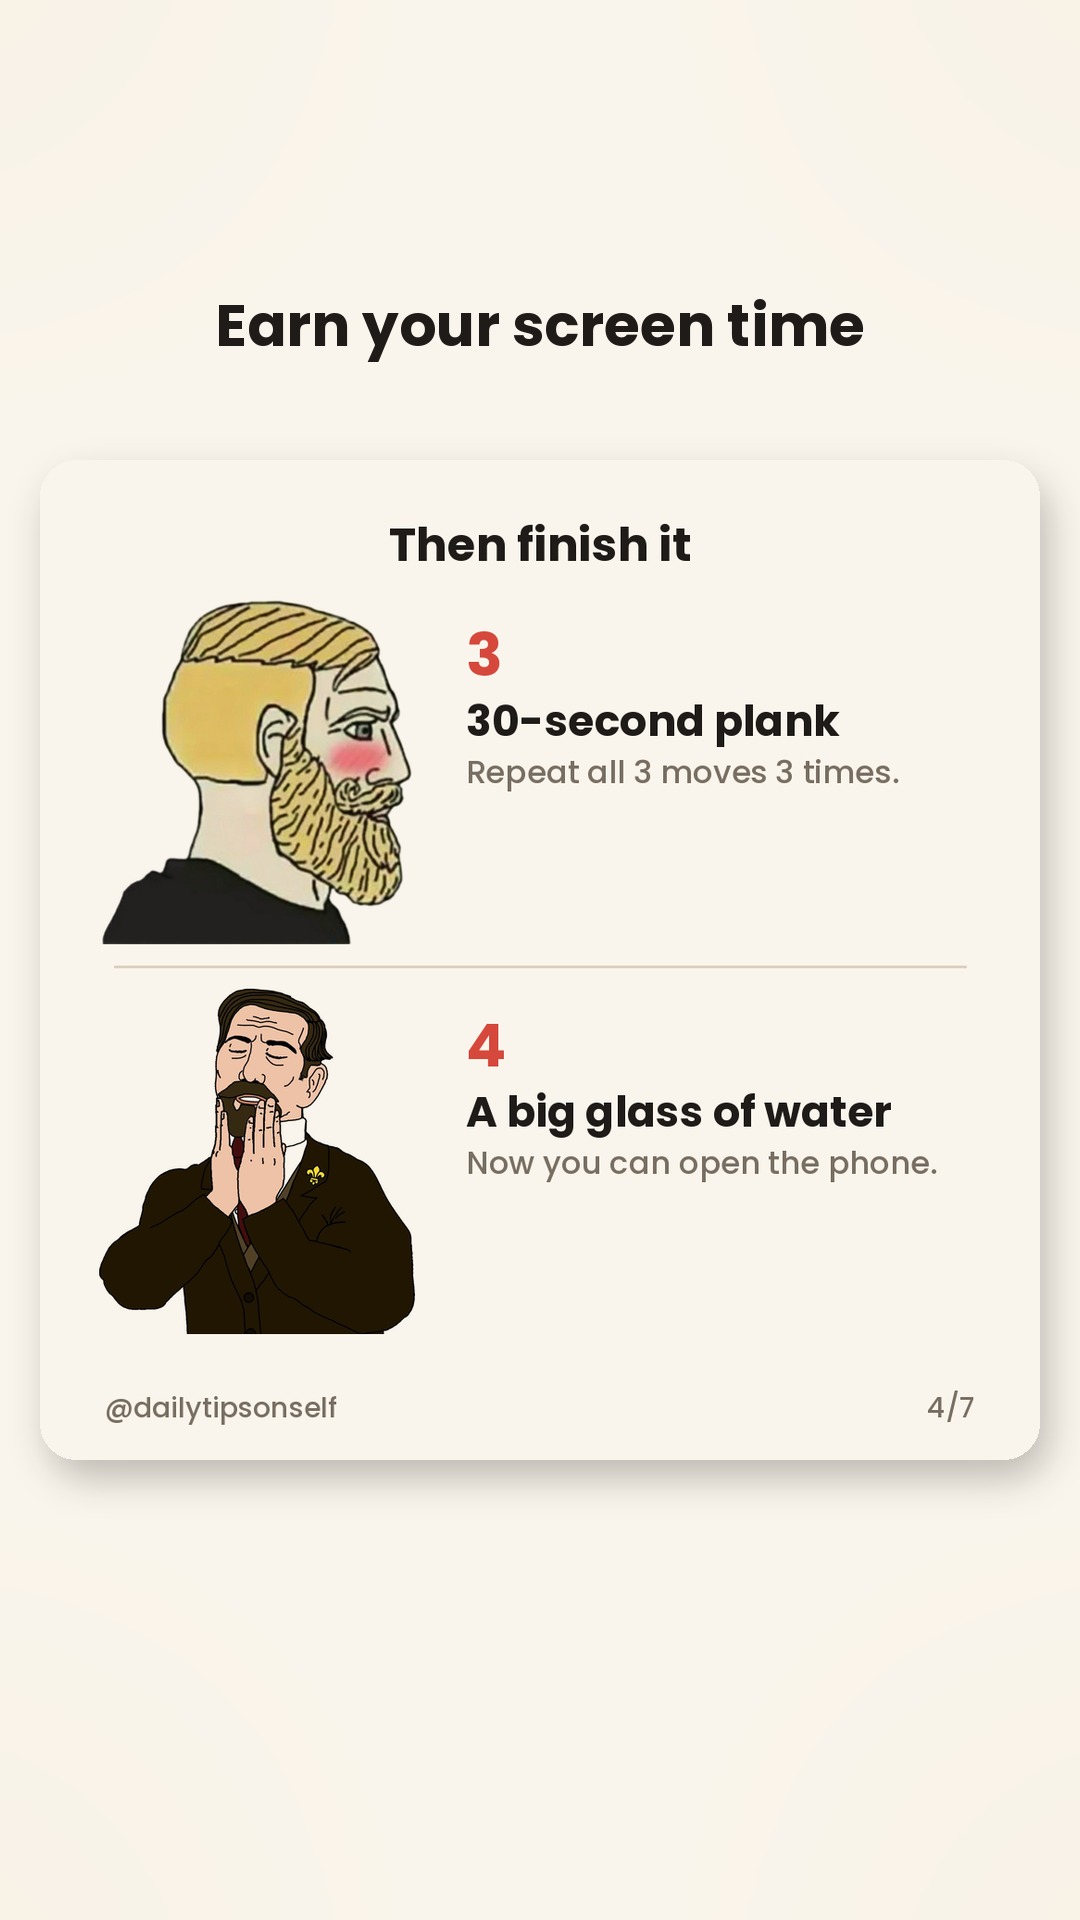 Earn your screen time
Then finish it
3
30-second plank
Repeat all 3 moves 3 times.
4
A big glass of water
Now you can open the phone.
@dailytipsonself
4/7